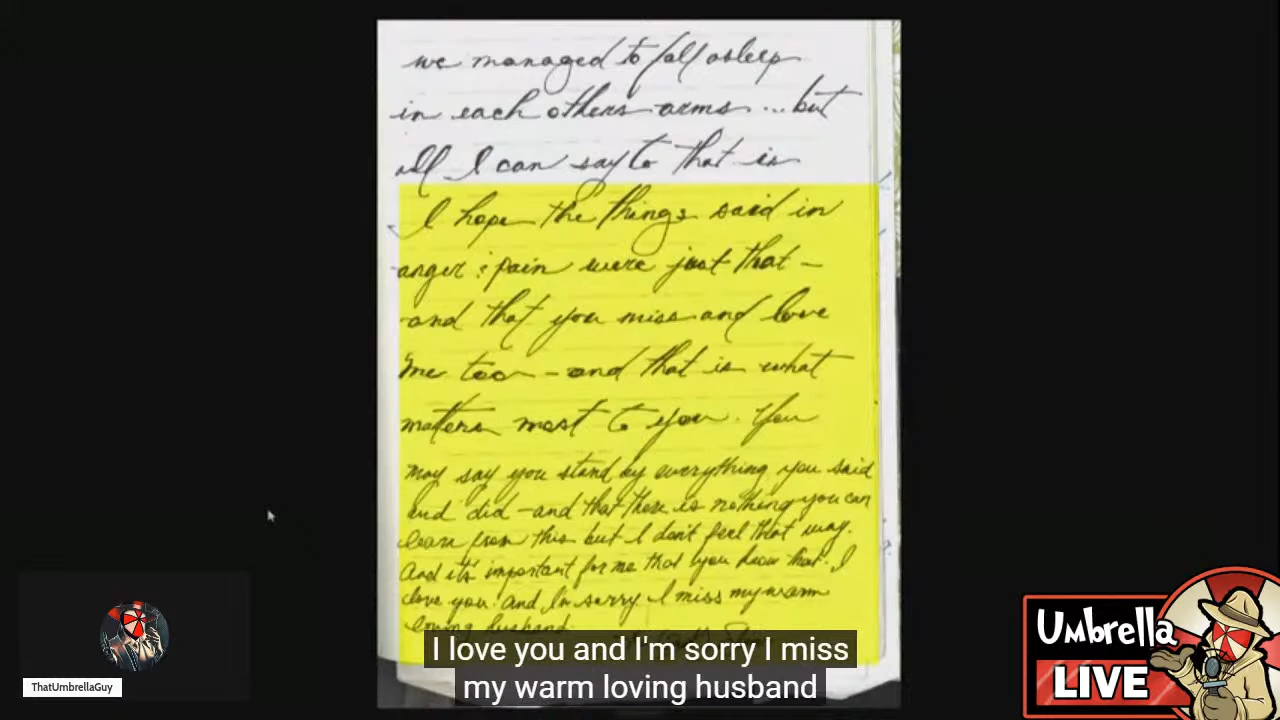 we managed to fall asleep
in each others arms ... but
all I can say to that is
I hope the things said in
anger & pain were just that –
and that you miss and love
me too – and that is what
matters most to you. You
may say you stand by everything you said
and did – and that there is nothing you can
learn from this but I don't feel that way.
And it's important for me that you know that. I
love you. And I'm sorry. I miss my warm
loving husband.
I love you and I'm sorry I miss
my warm loving husband
ThatUmbrellaGuy
Umbrella
LIVE